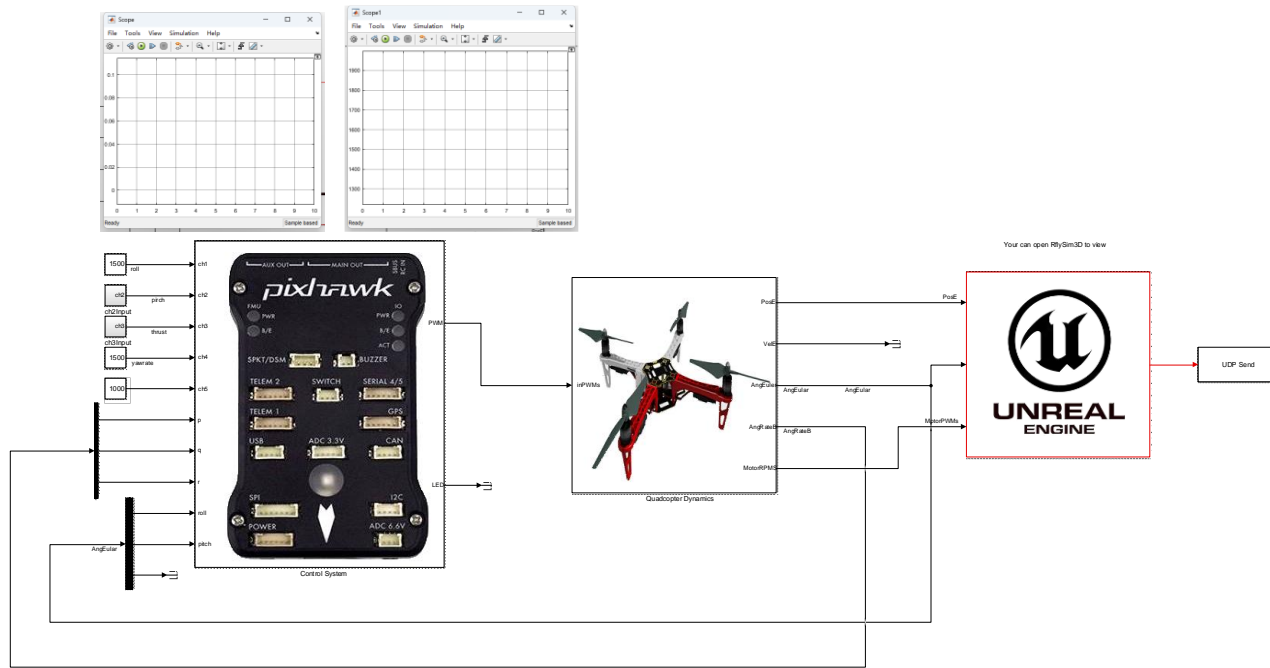 Scope
File Tools View Simulation Help
0.1
0.08
0.06
0.04
0.02
0
0 1 2 3 4 5 6 7 8 9 10
Ready Sample based
Scope1
File Tools View Simulation Help
1900
1800
1700
1600
1500
1400
1300
0 1 2 3 4 5 6 7 8 9 10
Ready Sample based
Your can open RflySim3D to view
1500
roll
ch2
pitch
ch2Input
ch3
thrust
ch3Input
1500
yawrate
1000
AngEular
ch1
ch2
ch3
ch4
ch5
p
q
r
roll
pitch
AUX OUT MAIN OUT
SBUS
RC IN
pixhawk
FMU IO
PWR PWR
B/E B/E
ACT
SPKT/DSM BUZZER
TELEM 2 SWITCH SERIAL 4/5
TELEM 1 GPS
USB ADC 3.3V CAN
SPI I2C
POWER ADC 6.6V
PWM
LED
Control System
inPWMs
PosE
VelE
AngEuler
AngRateB
MotorRPMS
Quadcopter Dynamics
AngEular
AngEular
AngRateB
PosE
MotorPWMs
UNREAL
ENGINE
UDP Send